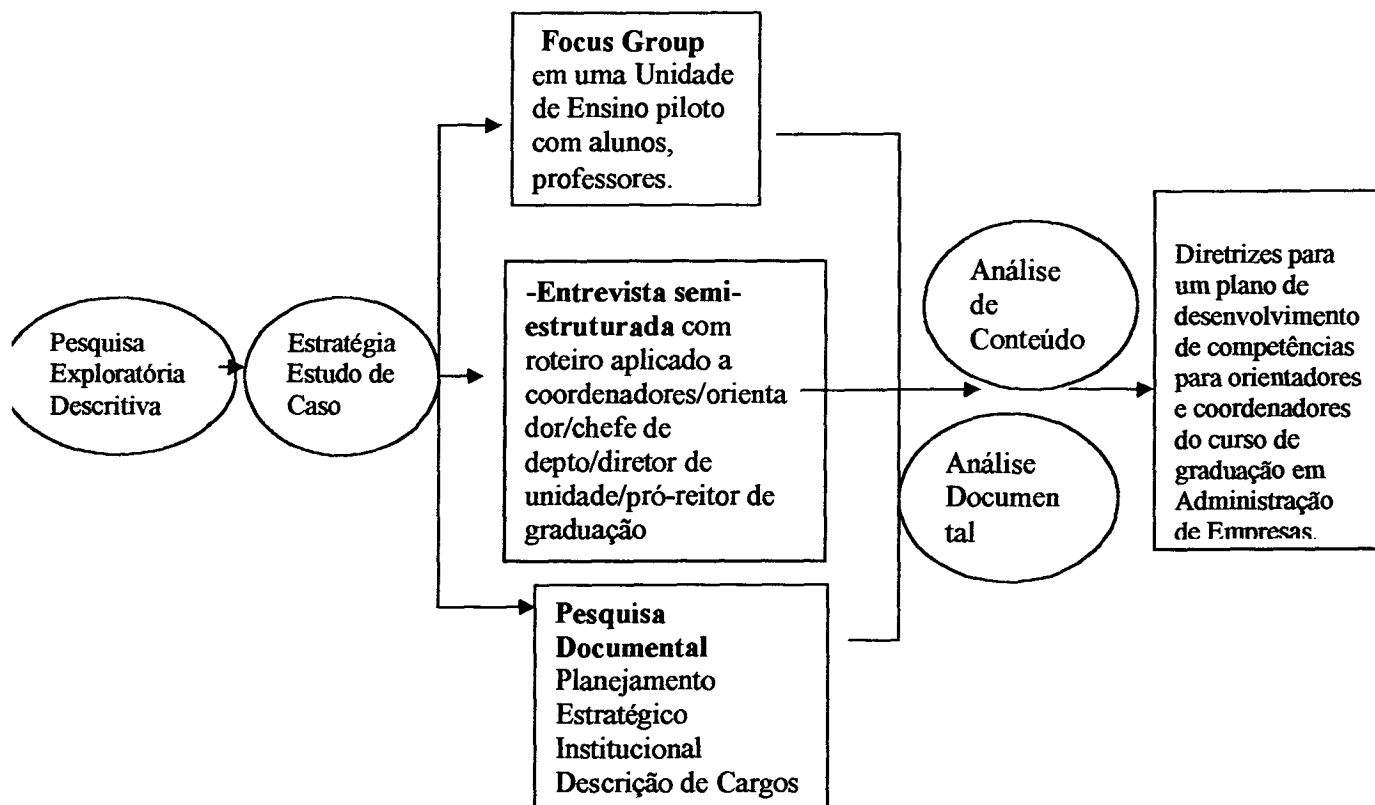 Pesquisa
Exploratória
Descritiva
Estratégia
Estudo de
Caso
Focus Group
em uma Unidade
de Ensino piloto
com alunos,
professores.
-Entrevista semi-
estruturada com
roteiro aplicado a
coordenadores/orienta
dor/chefe de
depto/diretor de
unidade/pró-reitor de
graduação
Pesquisa
Documental
Planejamento
Estratégico
Institucional
Descrição de Cargos
Análise
de
Conteúdo
Análise
Documen
tal
Diretrizes para
um plano de
desenvolvimento
de competências
para orientadores
e coordenadores
do curso de
graduação em
Administração
de Empresas.